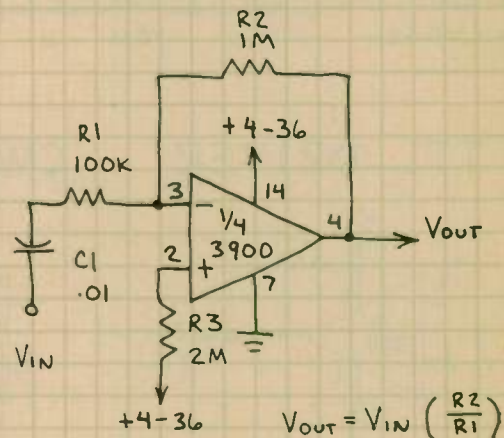 R2
1M
R1
100K
+4-36
3
-
14
1/4
3900
4
VOUT
2
+
7
C1
.01
R3
2M
VIN
+4-36
VOUT = VIN (R2/R1)